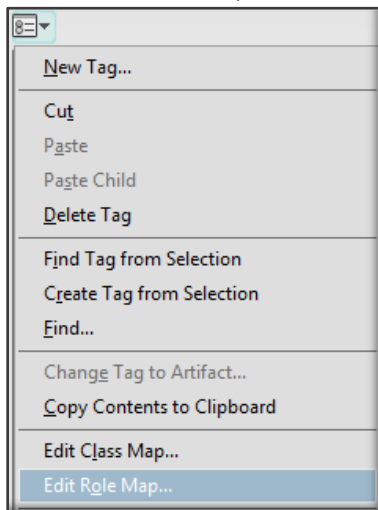 New Tag...
Cut
Paste
Paste Child
Delete Tag
Find Tag from Selection
Create Tag from Selection
Find...
Change Tag to Artifact...
Copy Contents to Clipboard
Edit Class Map...
Edit Role Map...